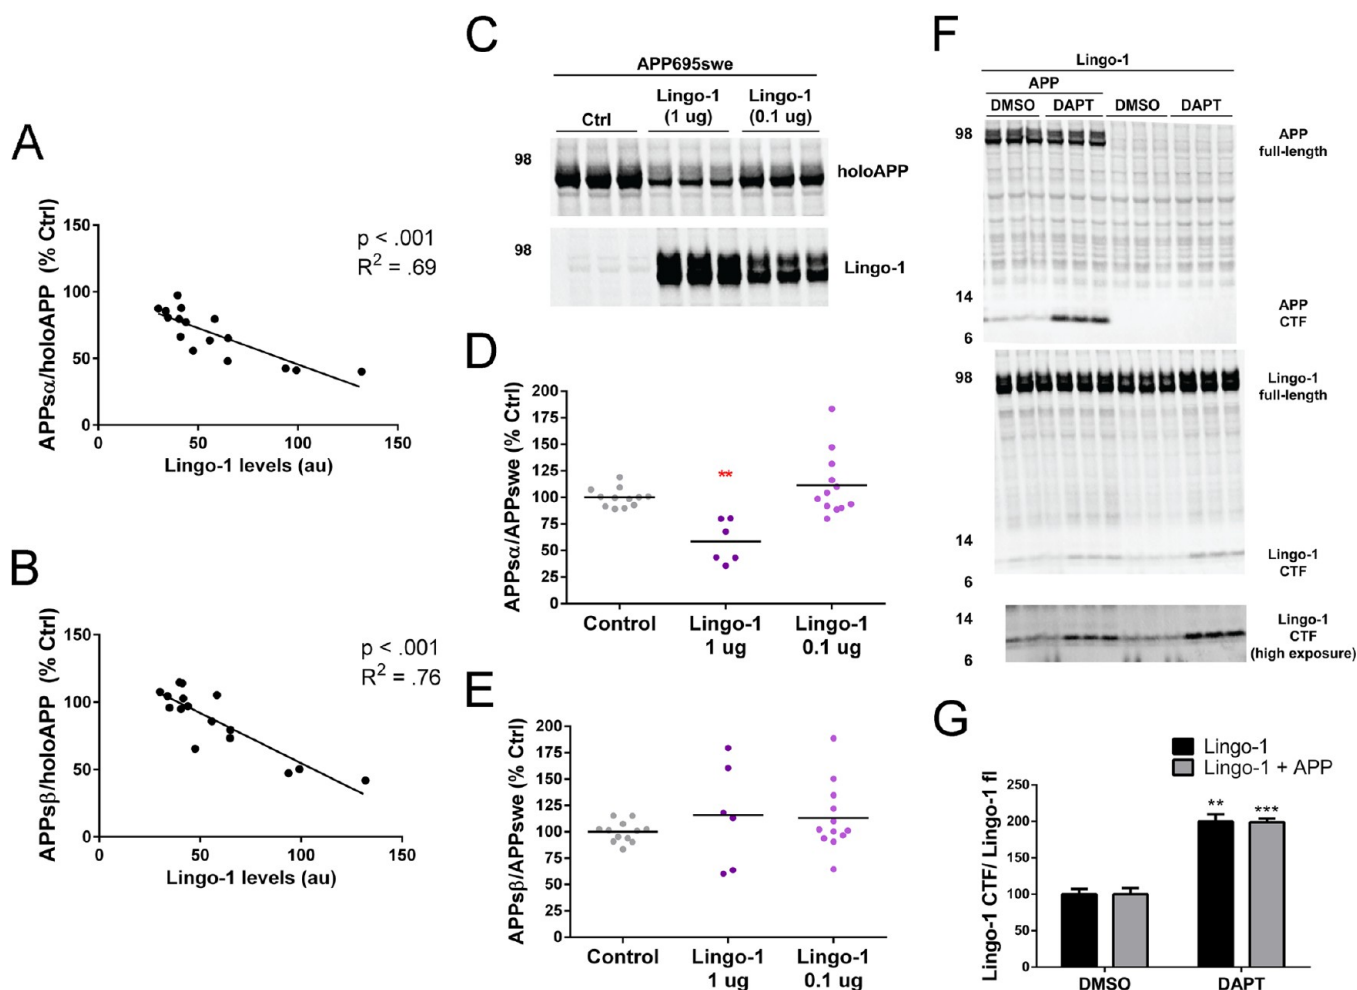 A
APPsα/holoAPP (% Ctrl)
150
100
50
0
p < .001
R² = .69
0
50
100
150
Lingo-1 levels (au)
B
APPsβ/holoAPP (% Ctrl)
150
100
50
0
p < .001
R² = .76
0
50
100
150
Lingo-1 levels (au)
C
APP695swe
Ctrl
Lingo-1
(1 ug)
Lingo-1
(0.1 ug)
98
holoAPP
98
Lingo-1
D
APPsα/APPswe (% Ctrl)
200
175
150
125
100
75
50
25
0
**
Control
Lingo-1
1 ug
Lingo-1
0.1 ug
E
APPsβ/APPswe (% Ctrl)
200
175
150
125
100
75
50
25
0
Control
Lingo-1
1 ug
Lingo-1
0.1 ug
F
Lingo-1
APP
DMSO DAPT DMSO DAPT
98
APP
full-length
14
APP
CTF
6
98
Lingo-1
full-length
14
Lingo-1
CTF
6
14
Lingo-1
CTF
(high exposure)
6
G
Lingo-1
Lingo-1 + APP
Lingo-1 CTF/ Lingo-1 fl
250
200
150
100
50
0
**
***
DMSO
DAPT